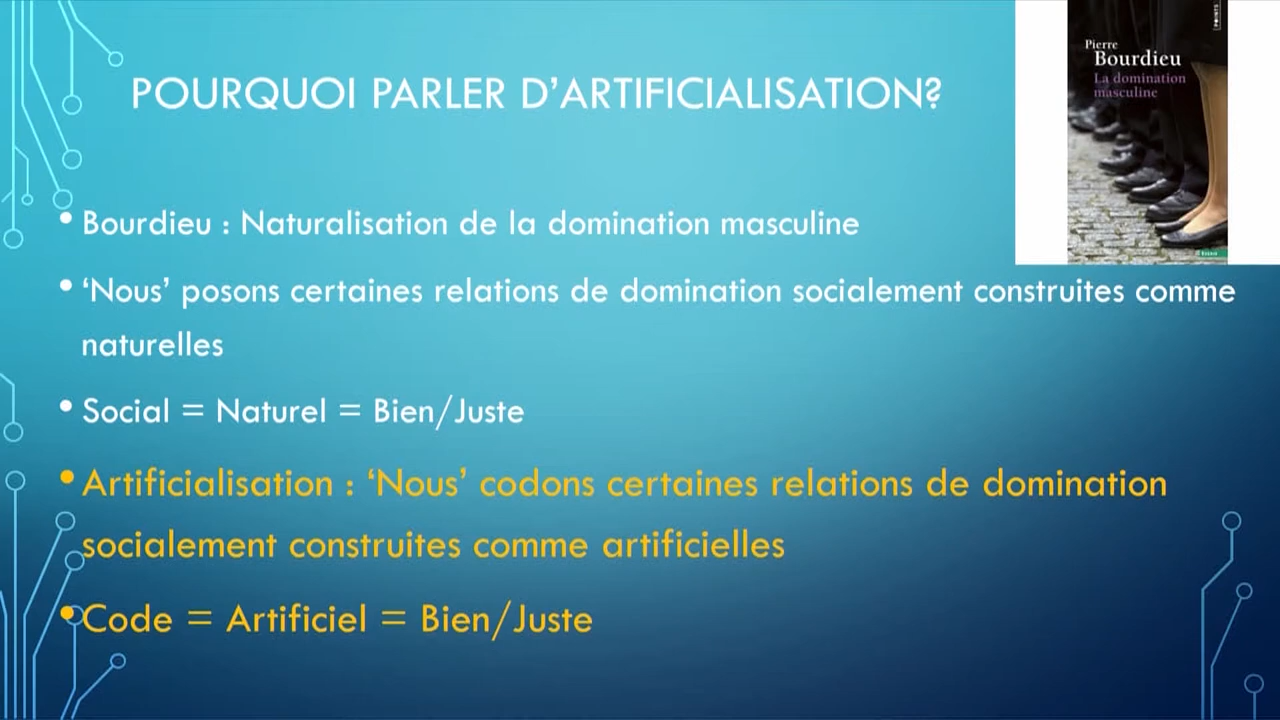 POURQUOI PARLER D'ARTIFICIALISATION?
POINTS
Pierre
Bourdieu
La domination
masculine
• Bourdieu : Naturalisation de la domination masculine
• ‘Nous’ posons certaines relations de domination socialement construites comme
naturelles
• Social = Naturel = Bien/Juste
• Artificialisation : ‘Nous’ codons certaines relations de domination
socialement construites comme artificielles
• Code = Artificiel = Bien/Juste